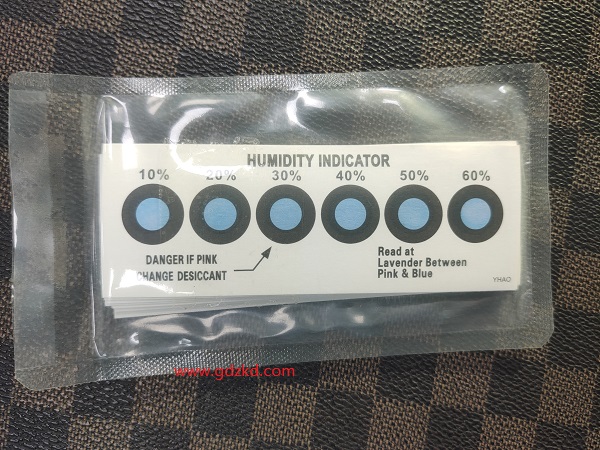 HUMIDITY INDICATOR
10% 20% 30% 40% 50% 60%
DANGER IF PINK
CHANGE DESICCANT
Read at
Lavender Between
Pink & Blue
YHAO
www.gdzkd.com